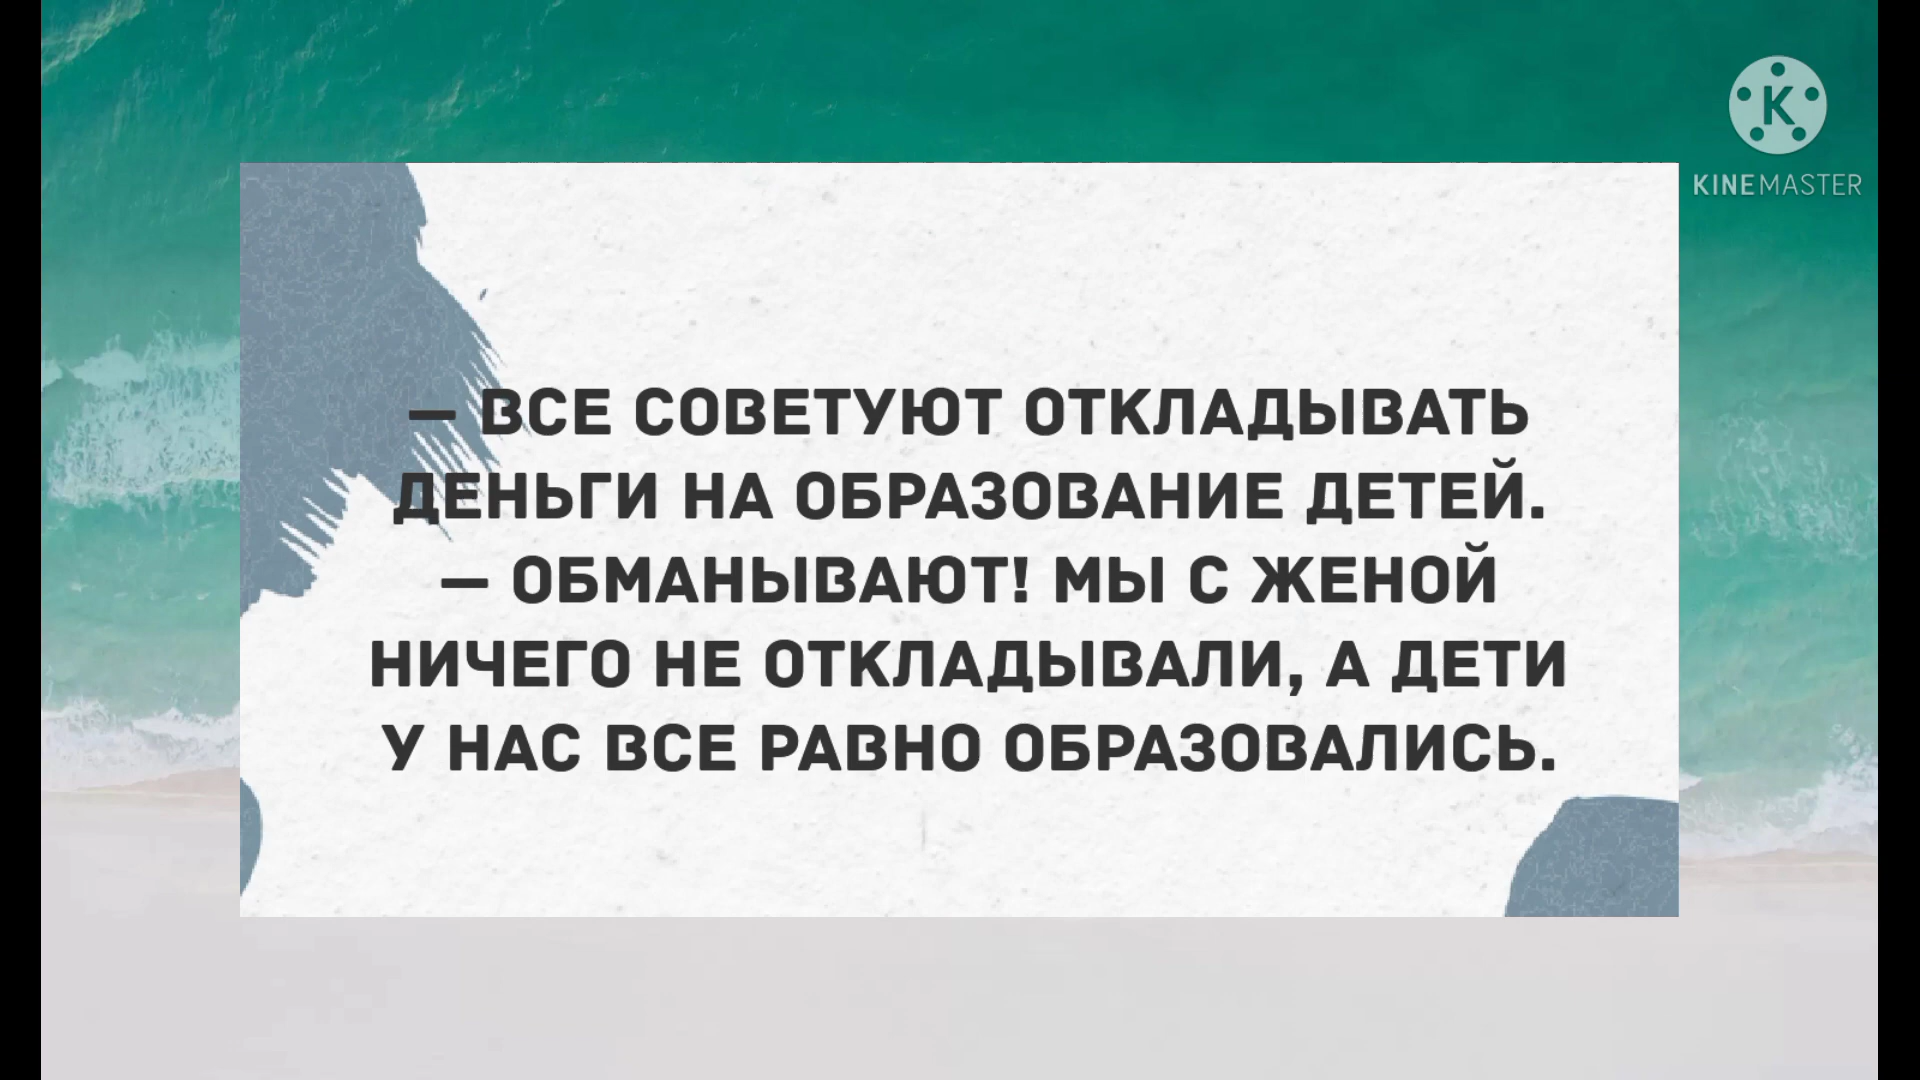 K
KINEMASTER
— ВСЕ СОВЕТУЮТ ОТКЛАДЫВАТЬ
ДЕНЬГИ НА ОБРАЗОВАНИЕ ДЕТЕЙ.
— ОБМАНЫВАЮТ! МЫ С ЖЕНОЙ
НИЧЕГО НЕ ОТКЛАДЫВАЛИ, А ДЕТИ
У НАС ВСЕ РАВНО ОБРАЗОВАЛИСЬ.